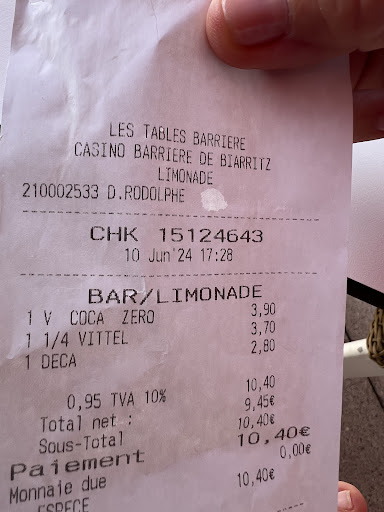 LES TABLES BARRIERE
CASINO BARRIERE DE BIARRITZ
LIMONADE
210002533 D.RODOLPHE
CHK 15124643
10 Jun'24 17:28
BAR/LIMONADE
1 V COCA ZERO 3,90
1 1/4 VITTEL 3,70
1 DECA 2,80
10,40
0,95 TVA 10% 9,45€
Total net : 10,40€
Sous-Total 10,40€
Paiement 0,00€
Monnaie due 10,40€
ESPECE